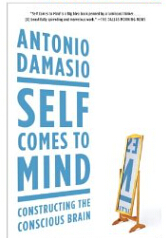 ANTONIO
DAMASIO
SELF
COMES TO
MIND
CONSTRUCTING THE
CONSCIOUS BRAIN